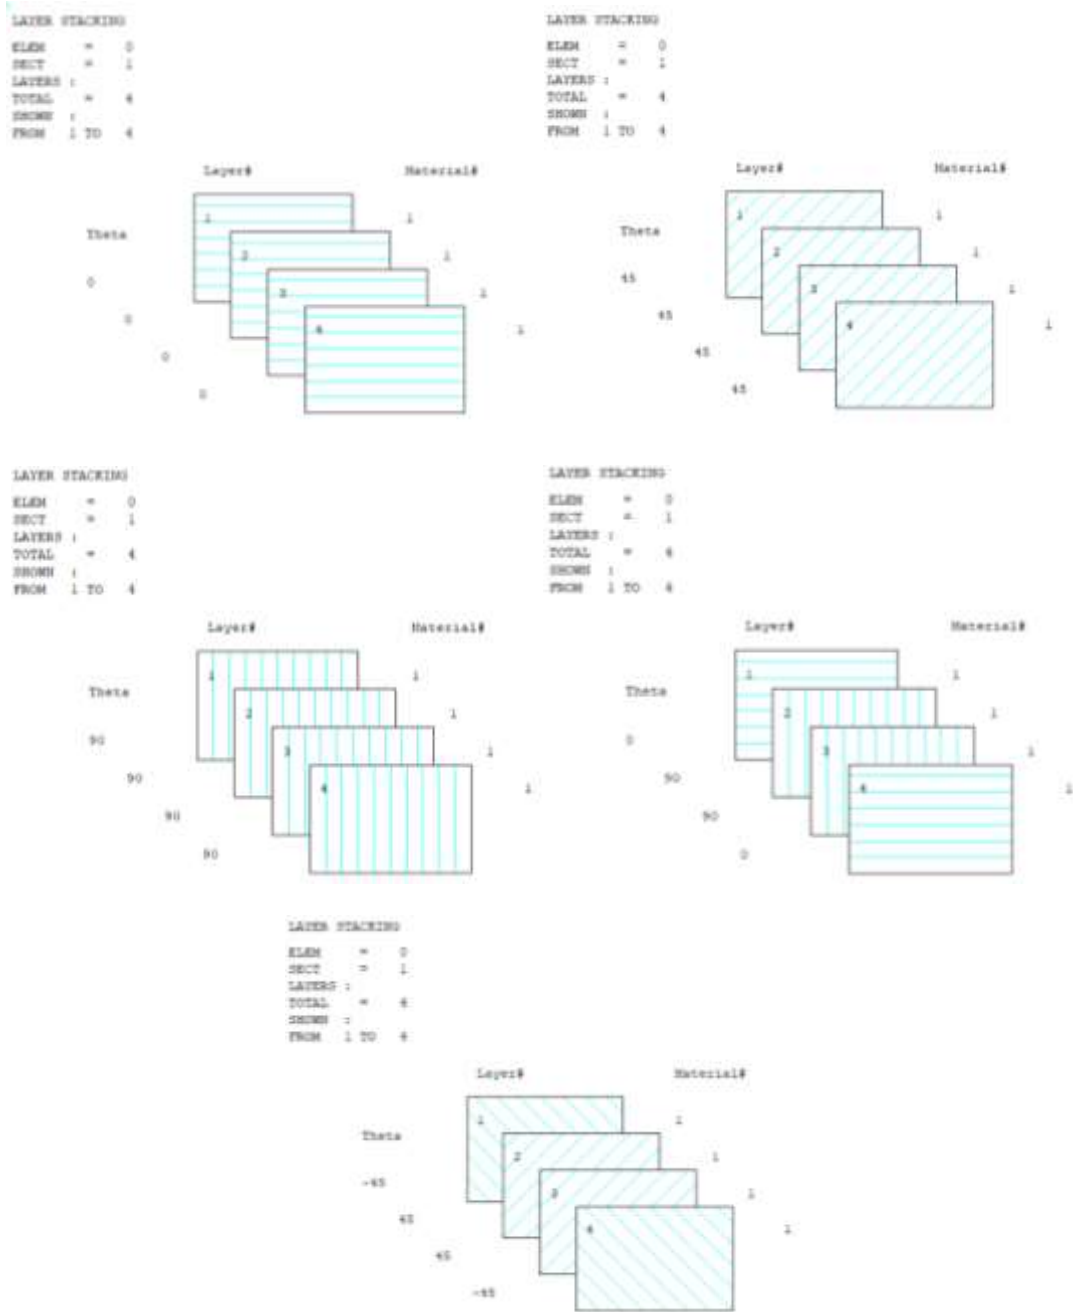 LAYER STACKING
ELEM = 0
SECT = 1
LAYERS :
TOTAL = 4
SHOWN :
FROM 1 TO 4
Layer# Material#
1 1
Theta
2 1
0
3 1
0
4 1
0
0
LAYER STACKING
ELEM = 0
SECT = 1
LAYERS :
TOTAL = 4
SHOWN :
FROM 1 TO 4
Layer# Material#
1 1
Theta
2 1
45
3 1
45
4 1
45
45
LAYER STACKING
ELEM = 0
SECT = 1
LAYERS :
TOTAL = 4
SHOWN :
FROM 1 TO 4
Layer# Material#
1 1
Theta
2 1
90
3 1
90
4 1
90
90
LAYER STACKING
ELEM = 0
SECT = 1
LAYERS :
TOTAL = 4
SHOWN :
FROM 1 TO 4
Layer# Material#
1 1
Theta
2 1
0
3 1
90
4 1
90
0
LAYER STACKING
ELEM = 0
SECT = 1
LAYERS :
TOTAL = 4
SHOWN :
FROM 1 TO 4
Layer# Material#
1 1
Theta
2 1
-45
3 1
45
4 1
45
-45